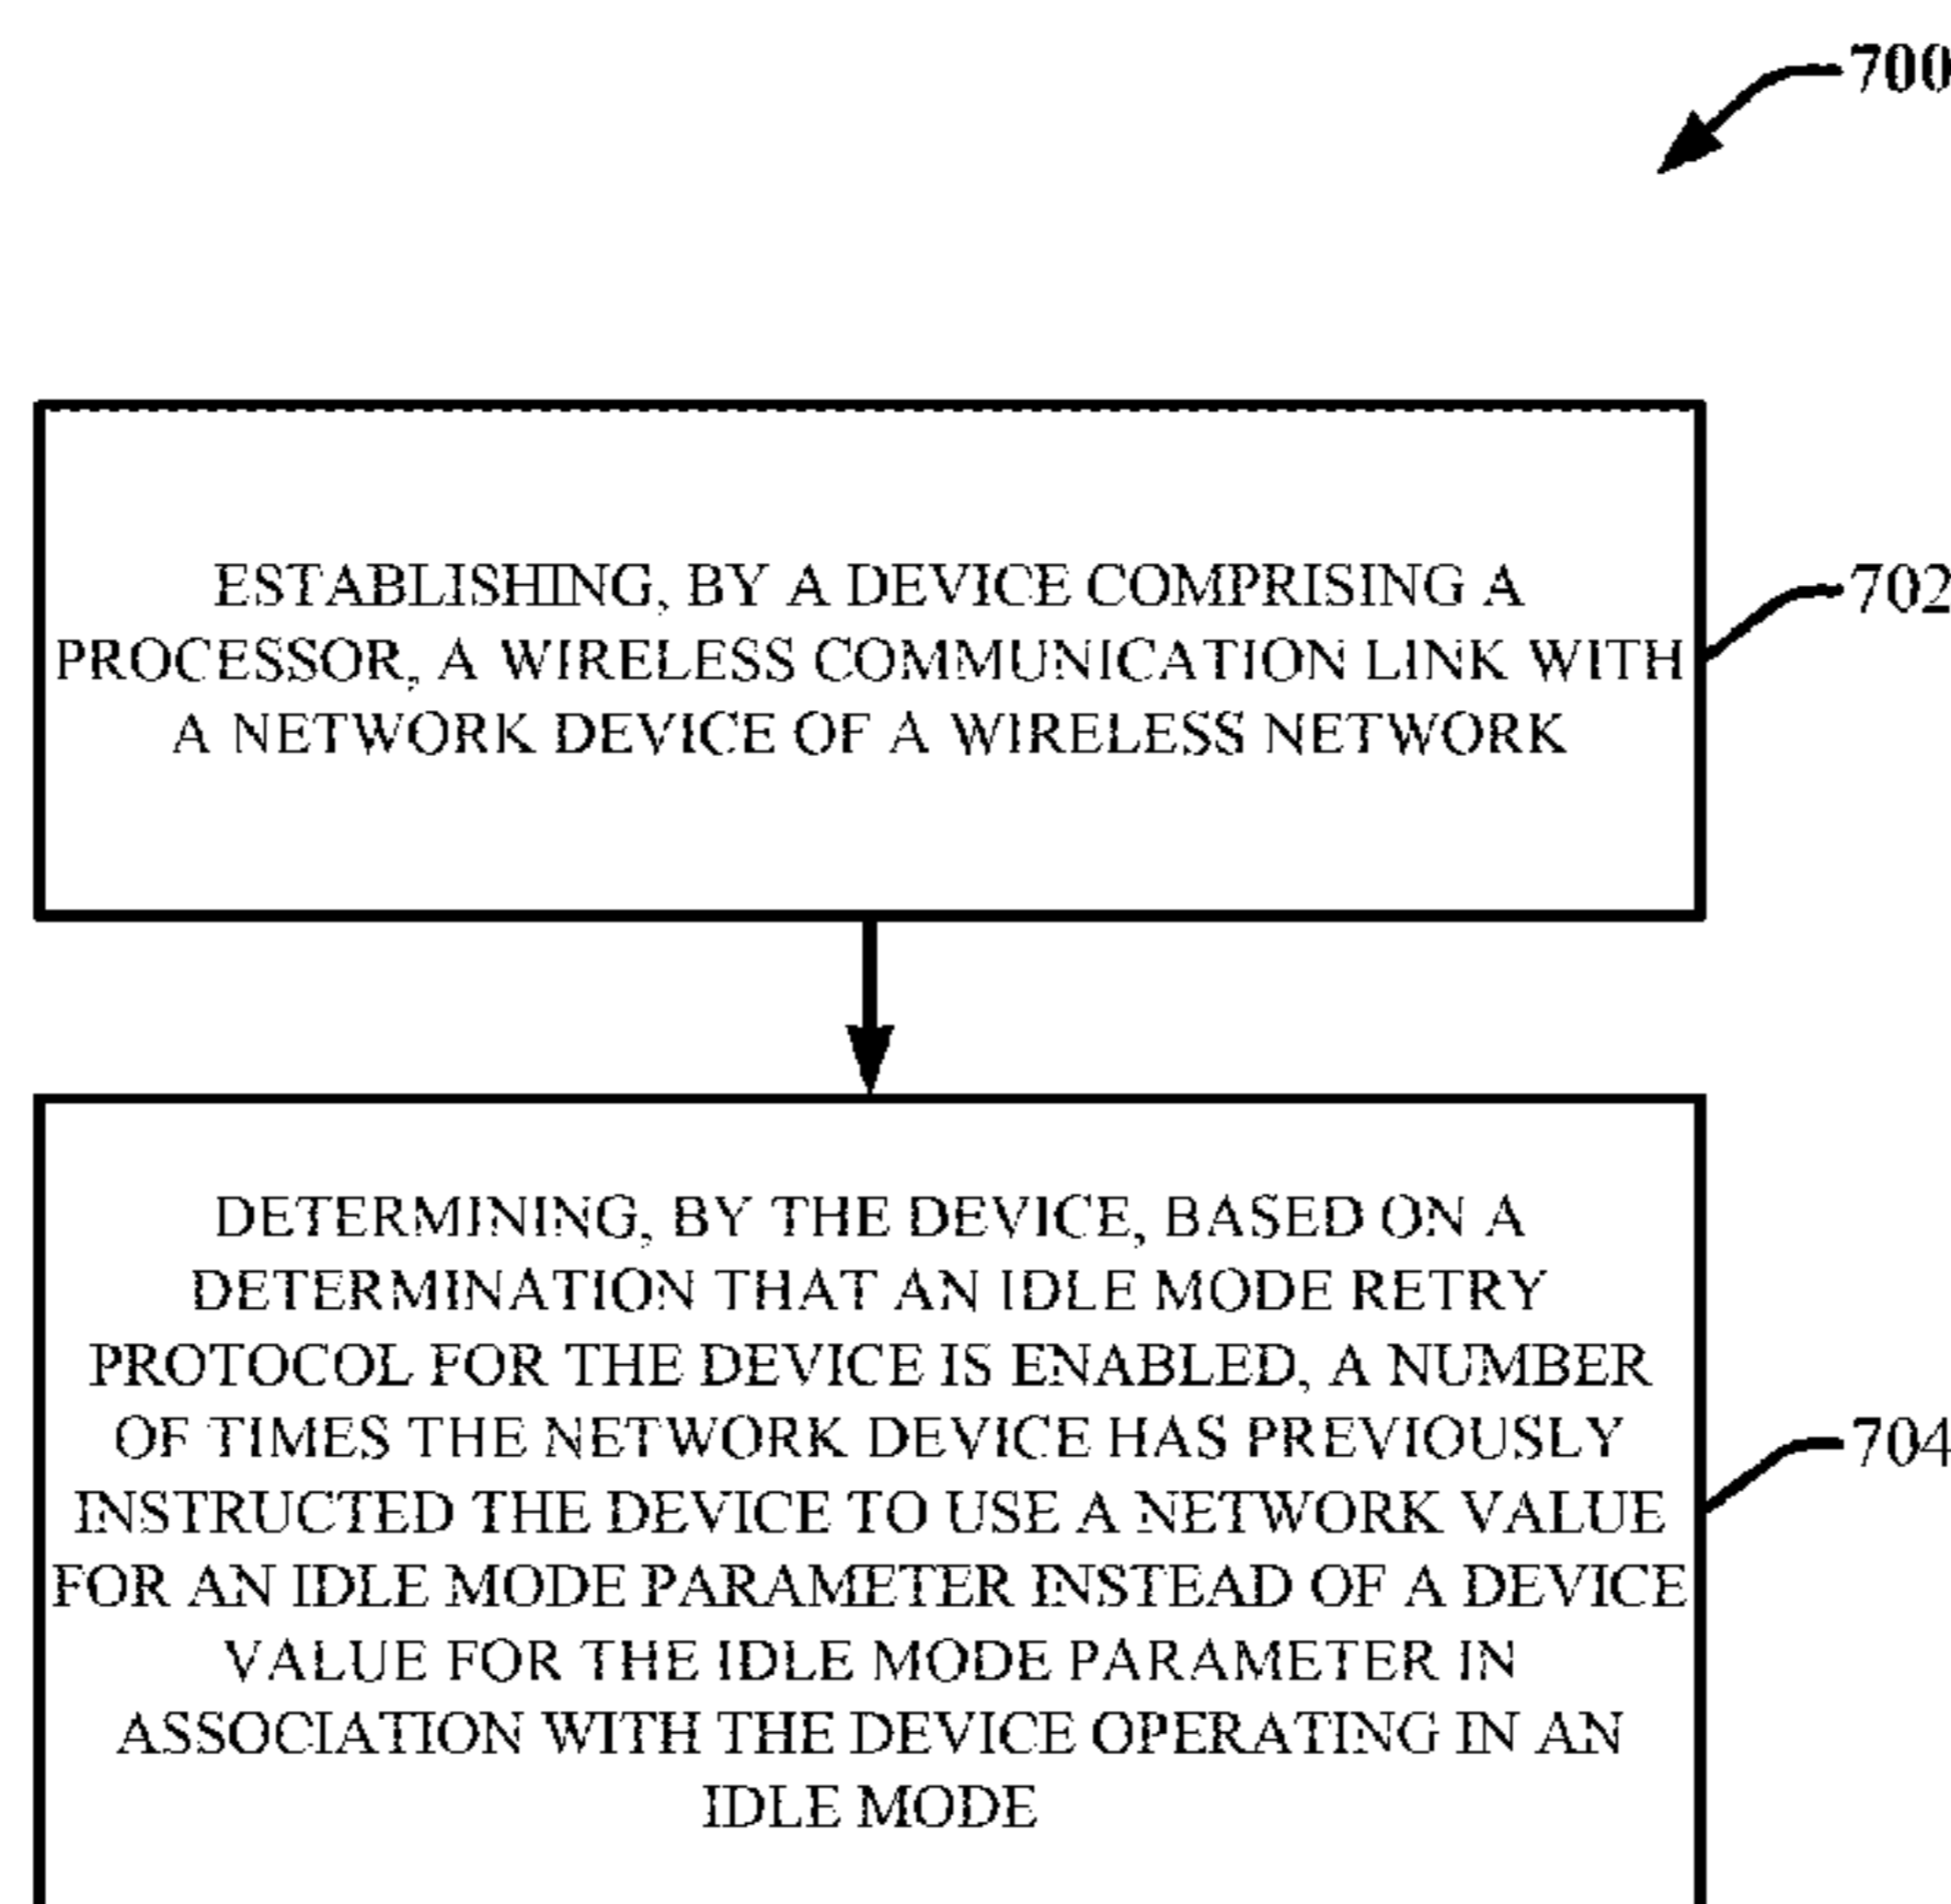 700
ESTABLISHING, BY A DEVICE COMPRISING A
PROCESSOR, A WIRELESS COMMUNICATION LINK WITH
A NETWORK DEVICE OF A WIRELESS NETWORK
702
DETERMINING, BY THE DEVICE, BASED ON A
DETERMINATION THAT AN IDLE MODE RETRY
PROTOCOL FOR THE DEVICE IS ENABLED, A NUMBER
OF TIMES THE NETWORK DEVICE HAS PREVIOUSLY
INSTRUCTED THE DEVICE TO USE A NETWORK VALUE
FOR AN IDLE MODE PARAMETER INSTEAD OF A DEVICE
VALUE FOR THE IDLE MODE PARAMETER IN
ASSOCIATION WITH THE DEVICE OPERATING IN AN
IDLE MODE
704